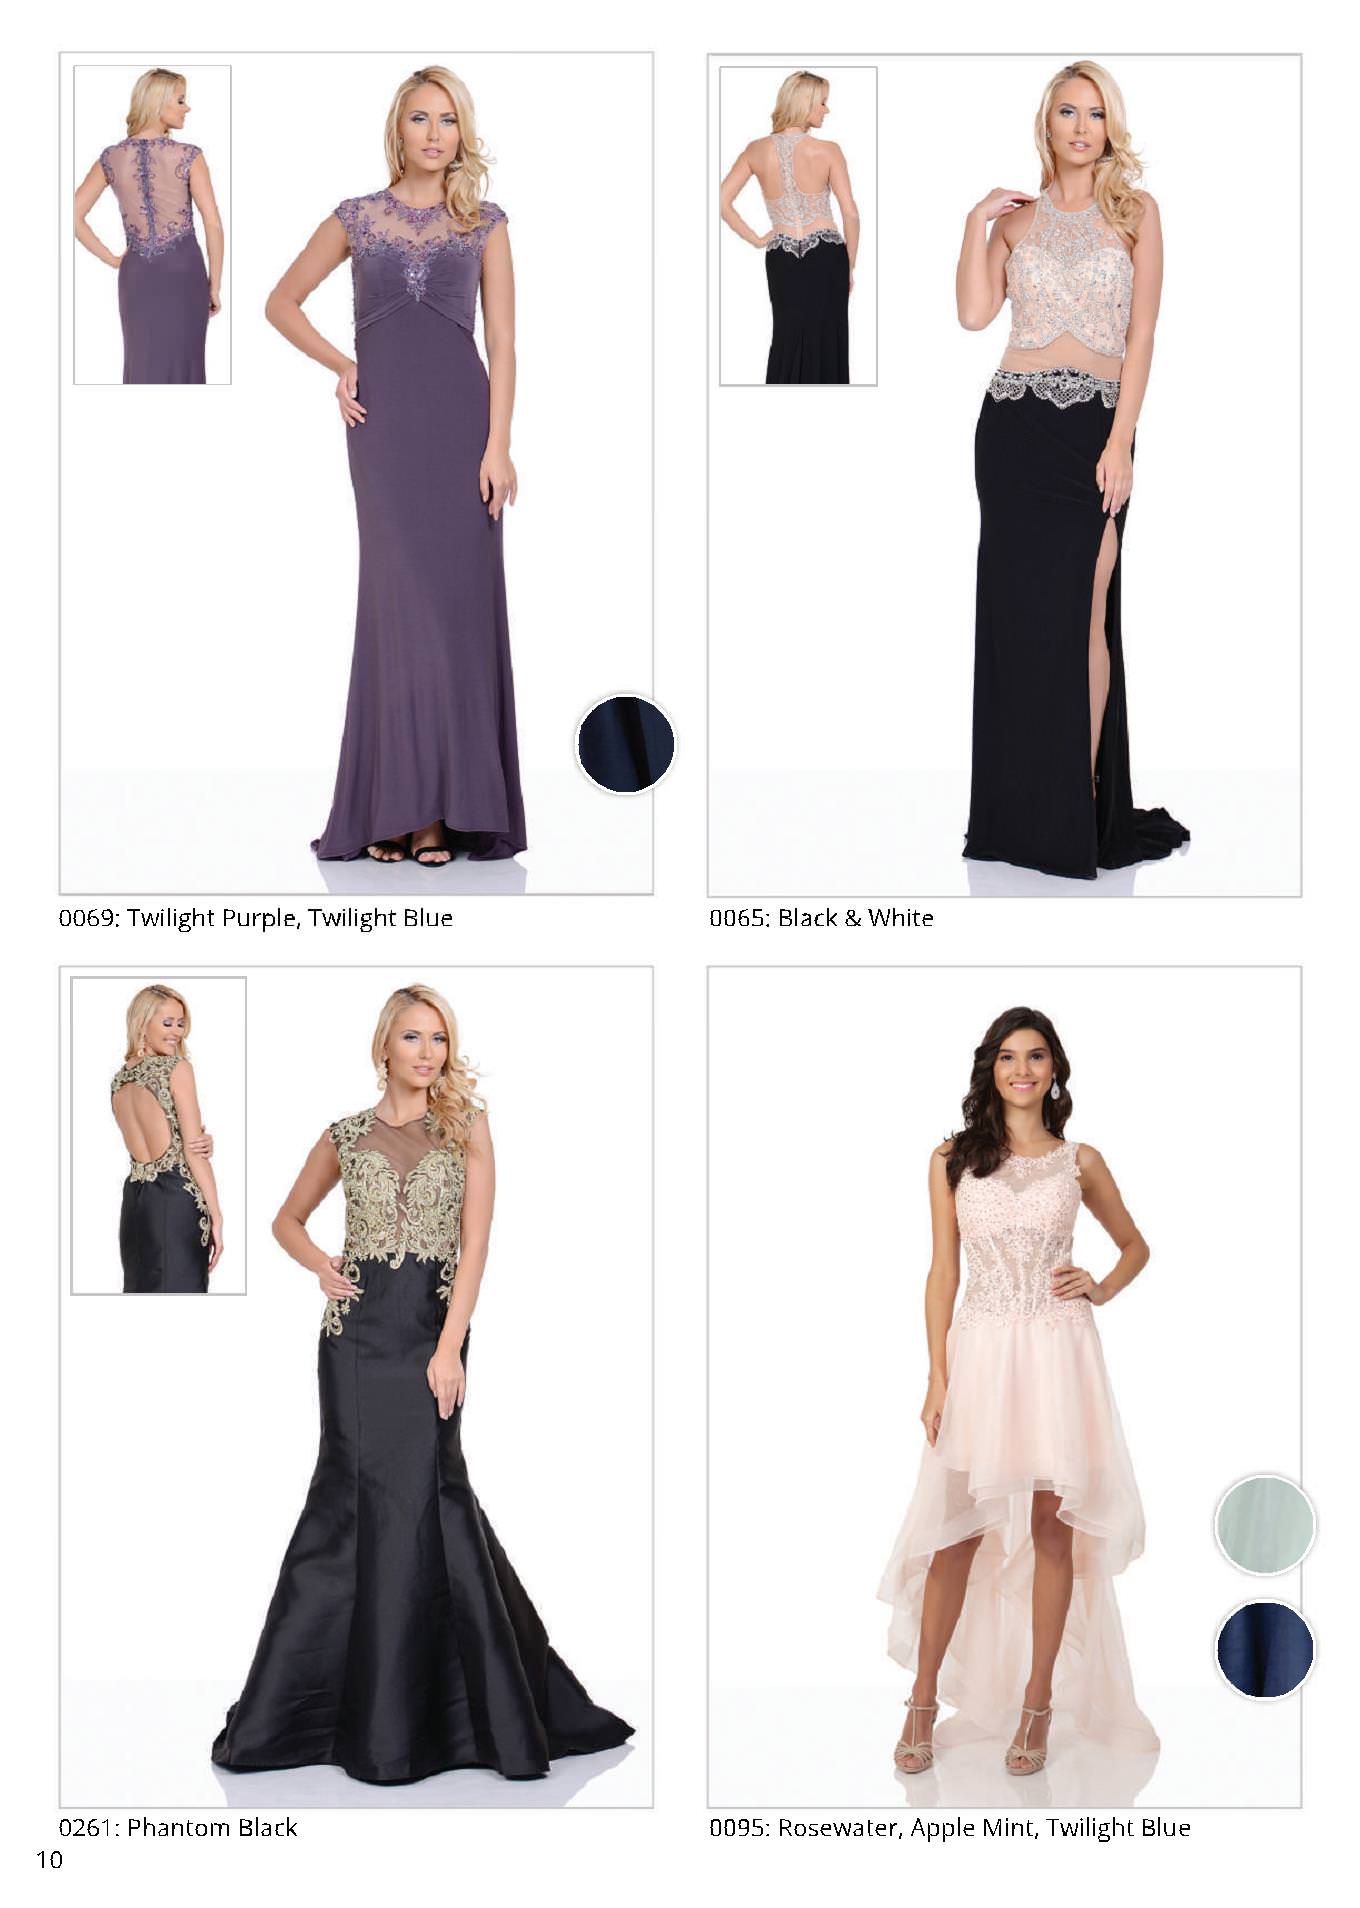 0069: Twilight Purple, Twilight Blue
0065: Black & White
0261: Phantom Black
0095: Rosewater, Apple Mint, Twilight Blue
10